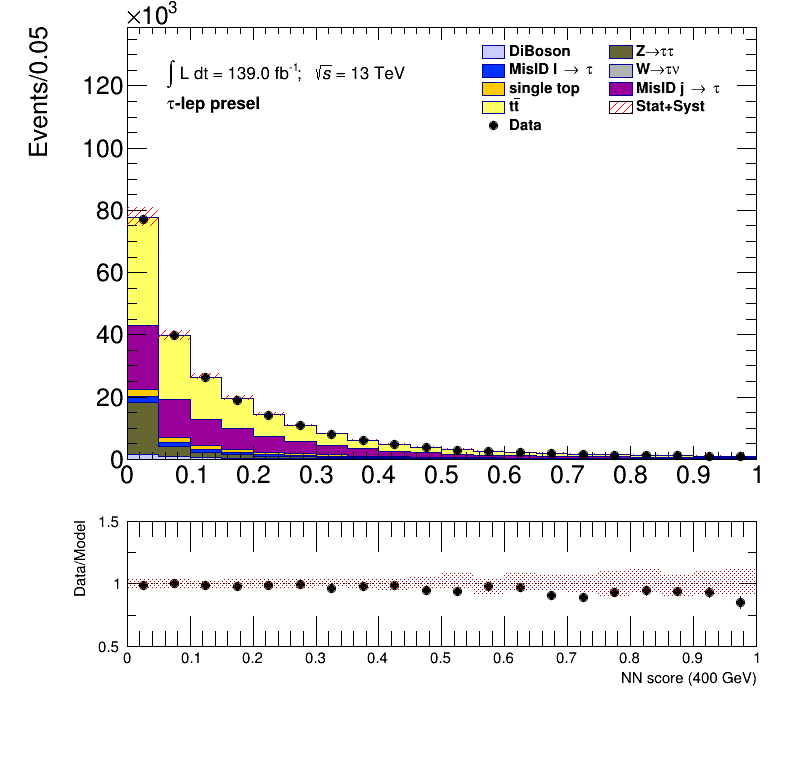 ×10³
Events/0.05
∫ L dt = 139.0 fb⁻¹; √s = 13 TeV
τ-lep presel
DiBoson
MisID l → τ
single top
tt̄
Data
Z→ττ
W→τν
MisID j → τ
Stat+Syst
120
100
80
60
40
20
0
0 0.1 0.2 0.3 0.4 0.5 0.6 0.7 0.8 0.9 1
Data/Model
1.5
1
0.5
0 0.1 0.2 0.3 0.4 0.5 0.6 0.7 0.8 0.9 1
NN score (400 GeV)